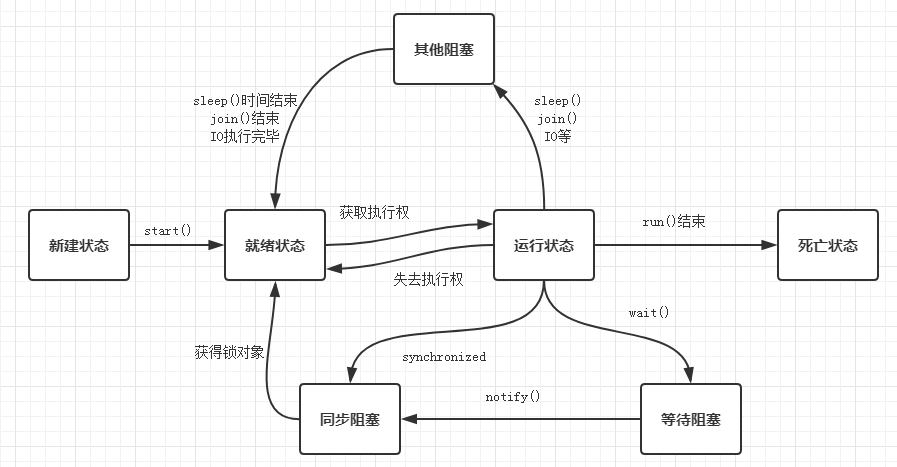 其他阻塞
sleep()时间结束
join()结束
IO执行完毕
sleep()
join()
IO等
新建状态
start()
就绪状态
获取执行权
失去执行权
运行状态
run()结束
死亡状态
获得锁对象
synchronized
wait()
同步阻塞
notify()
等待阻塞